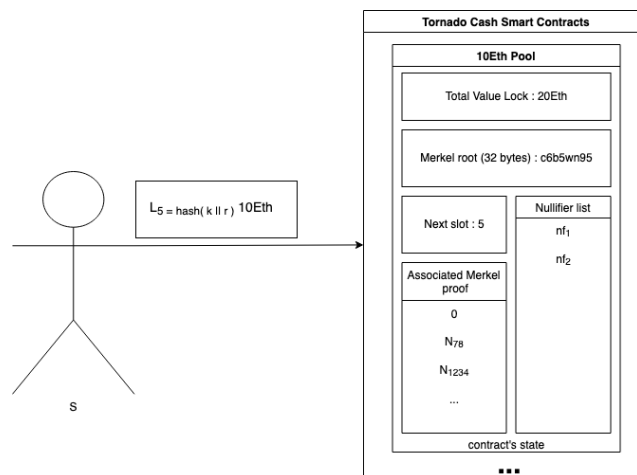 Tornado Cash Smart Contracts
10Eth Pool
Total Value Lock : 20Eth
Merkel root (32 bytes) : c6b5wn95
L5 = hash( k ll r ) 10Eth
Next slot : 5
Nullifier list
nf1
nf2
Associated Merkel
proof
0
N78
N1234
...
S
contract's state
...